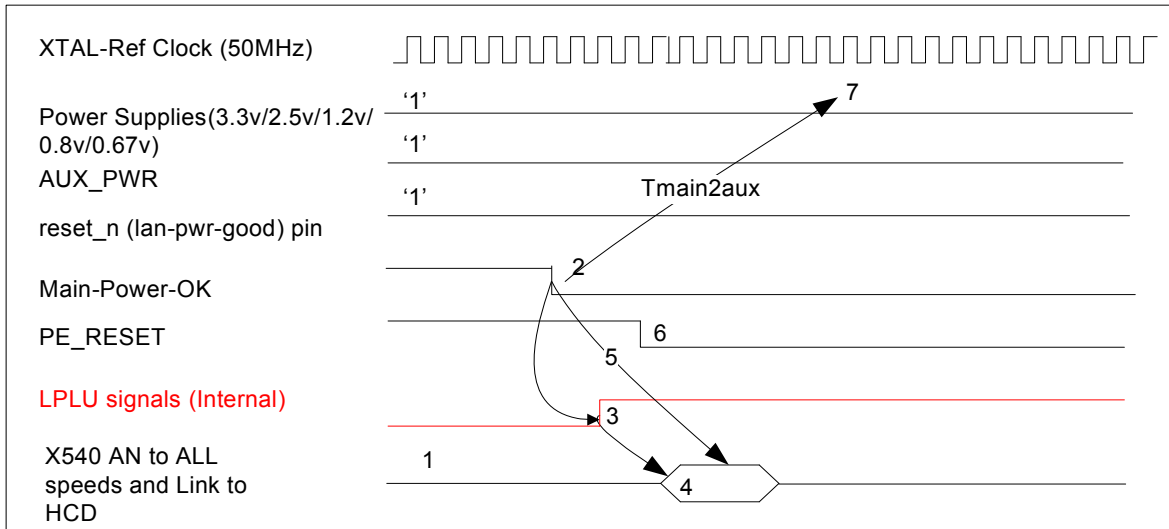 XTAL-Ref Clock (50MHz)
7
‘1’
Power Supplies(3.3v/2.5v/1.2v/
0.8v/0.67v)
‘1’
AUX_PWR
Tmain2aux
‘1’
reset_n (lan-pwr-good) pin
2
Main-Power-OK
PE_RESET
6
5
LPLU signals (Internal)
3
X540 AN to ALL
speeds and Link to
HCD
1
4